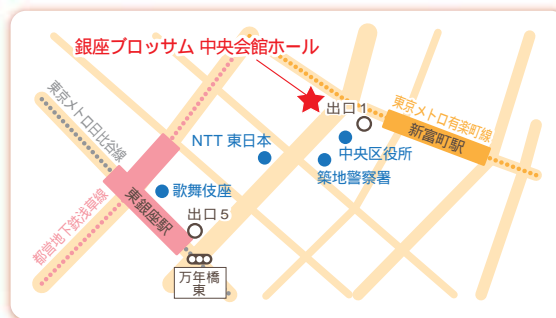 銀座ブロッサム 中央会館ホール
東京メトロ日比谷線
出口1
東京メトロ有楽町線
新富町駅
NTT 東日本
中央区役所
築地警察署
歌舞伎座
東銀座駅
出口5
都営地下鉄浅草線
万年橋
東